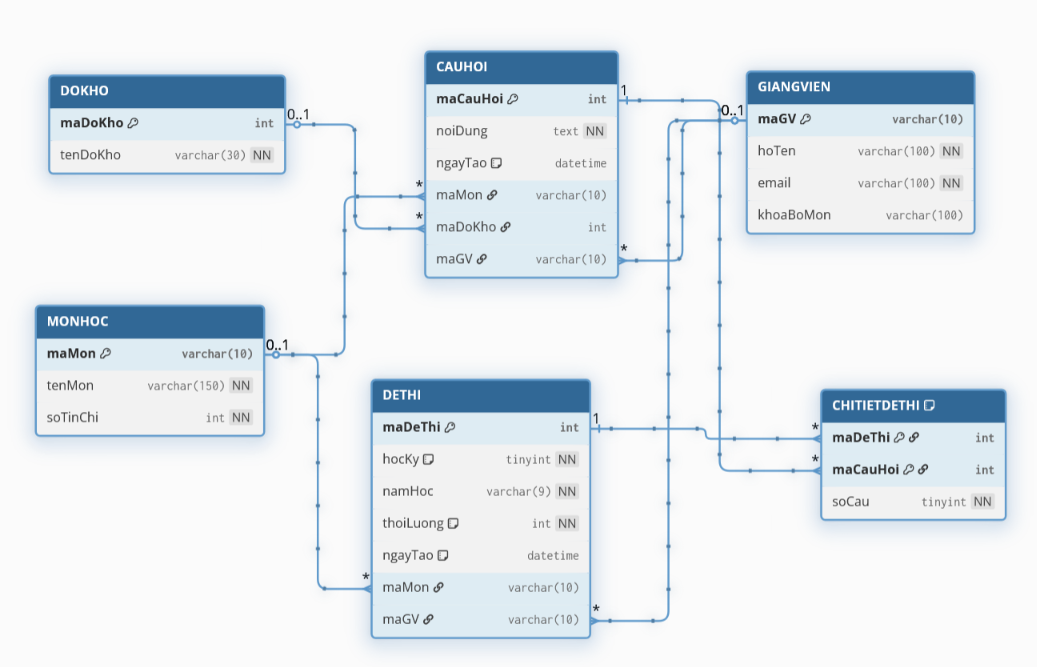 DOKHO
maDoKho int
tenDoKho varchar(30) NN
0..1
CAUHOI
maCauHoi int
noiDung text NN
ngayTao datetime
maMon varchar(10)
maDoKho int
maGV varchar(10)
1
*
*
*
GIANGVIEN
maGV varchar(10)
hoTen varchar(100) NN
email varchar(100) NN
khoaBoMon varchar(100)
0..1
MONHOC
maMon varchar(10)
tenMon varchar(150) NN
soTinChi int NN
0..1
DETHI
maDeThi int
hocKy tinyint NN
namHoc varchar(9) NN
thoiLuong int NN
ngayTao datetime
maMon varchar(10)
maGV varchar(10)
1
*
*
CHITIETDETHI
maDeThi int
maCauHoi int
soCau tinyint NN
*
*